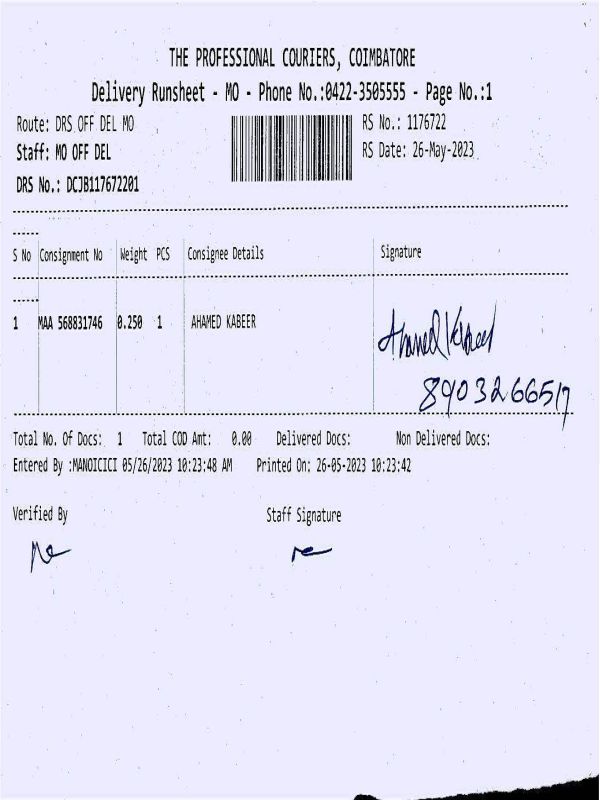 THE PROFESSIONAL COURIERS, COIMBATORE
Delivery Runsheet - MO - Phone No.:0422-3505555 - Page No.:1
Route: DRS OFF DEL MO
RS No.: 1176722
Staff: MO OFF DEL
RS Date: 26-May-2023
DRS No.: DCJB117672201
S No Consignment No Weight PCS Consignee Details Signature
1 MAA 568831746 0.250 1 AHAMED KABEER
Ahamed Kabeer
8903266517
Total No. Of Docs: 1 Total COD Amt: 0.00 Delivered Docs: Non Delivered Docs:
Entered By :MANOICICI 05/26/2023 10:23:48 AM Printed On: 26-05-2023 10:23:42
Verified By Staff Signature